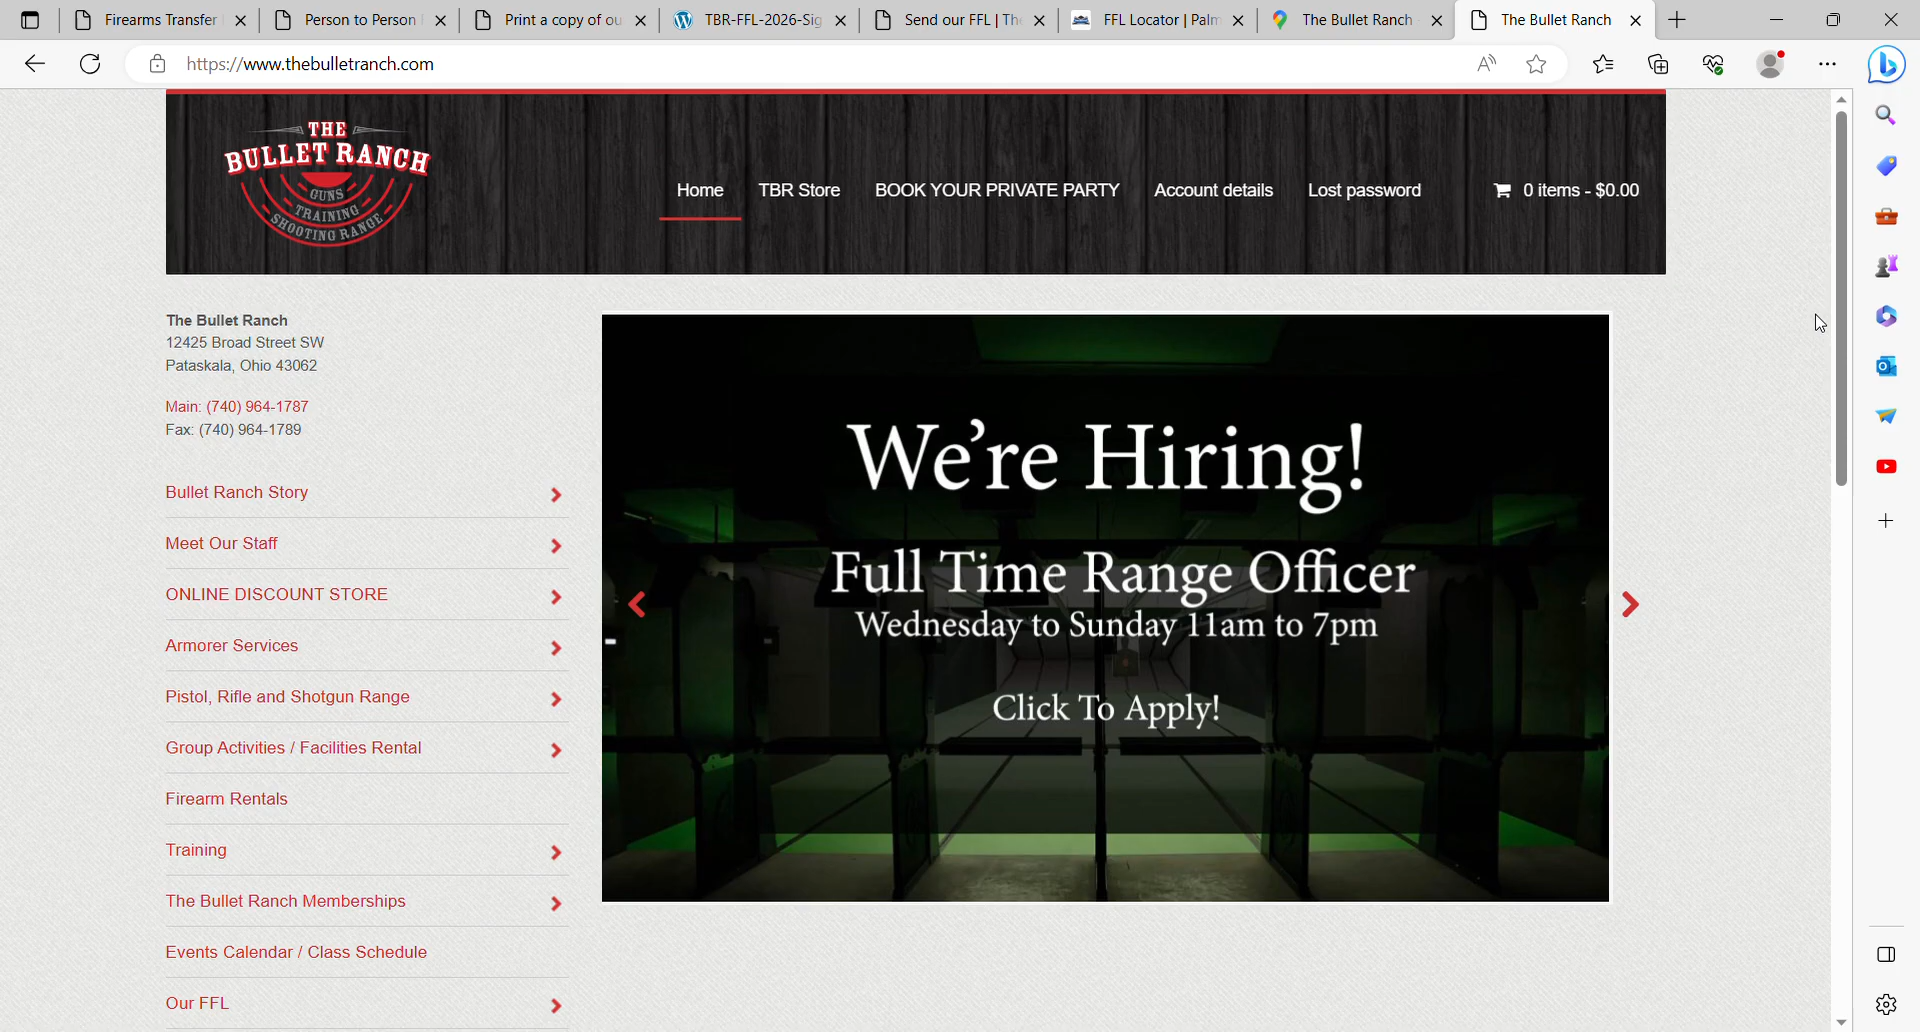 Firearms Transfer
Person to Person
Print a copy of ou
TBR-FFL-2026-Sig
Send our FFL | Th
FFL Locator | Palm
The Bullet Ranch
The Bullet Ranch
https://www.thebulletranch.com
THE
BULLET RANCH
GUNS
TRAINING
SHOOTING RANGE
Home
TBR Store
BOOK YOUR PRIVATE PARTY
Account details
Lost password
0 items - $0.00
The Bullet Ranch
12425 Broad Street SW
Pataskala, Ohio 43062
Main: (740) 964-1787
Fax: (740) 964-1789
Bullet Ranch Story
Meet Our Staff
ONLINE DISCOUNT STORE
Armorer Services
Pistol, Rifle and Shotgun Range
Group Activities / Facilities Rental
Firearm Rentals
Training
The Bullet Ranch Memberships
Events Calendar / Class Schedule
Our FFL
We're Hiring!
Full Time Range Officer
Wednesday to Sunday 11am to 7pm
Click To Apply!